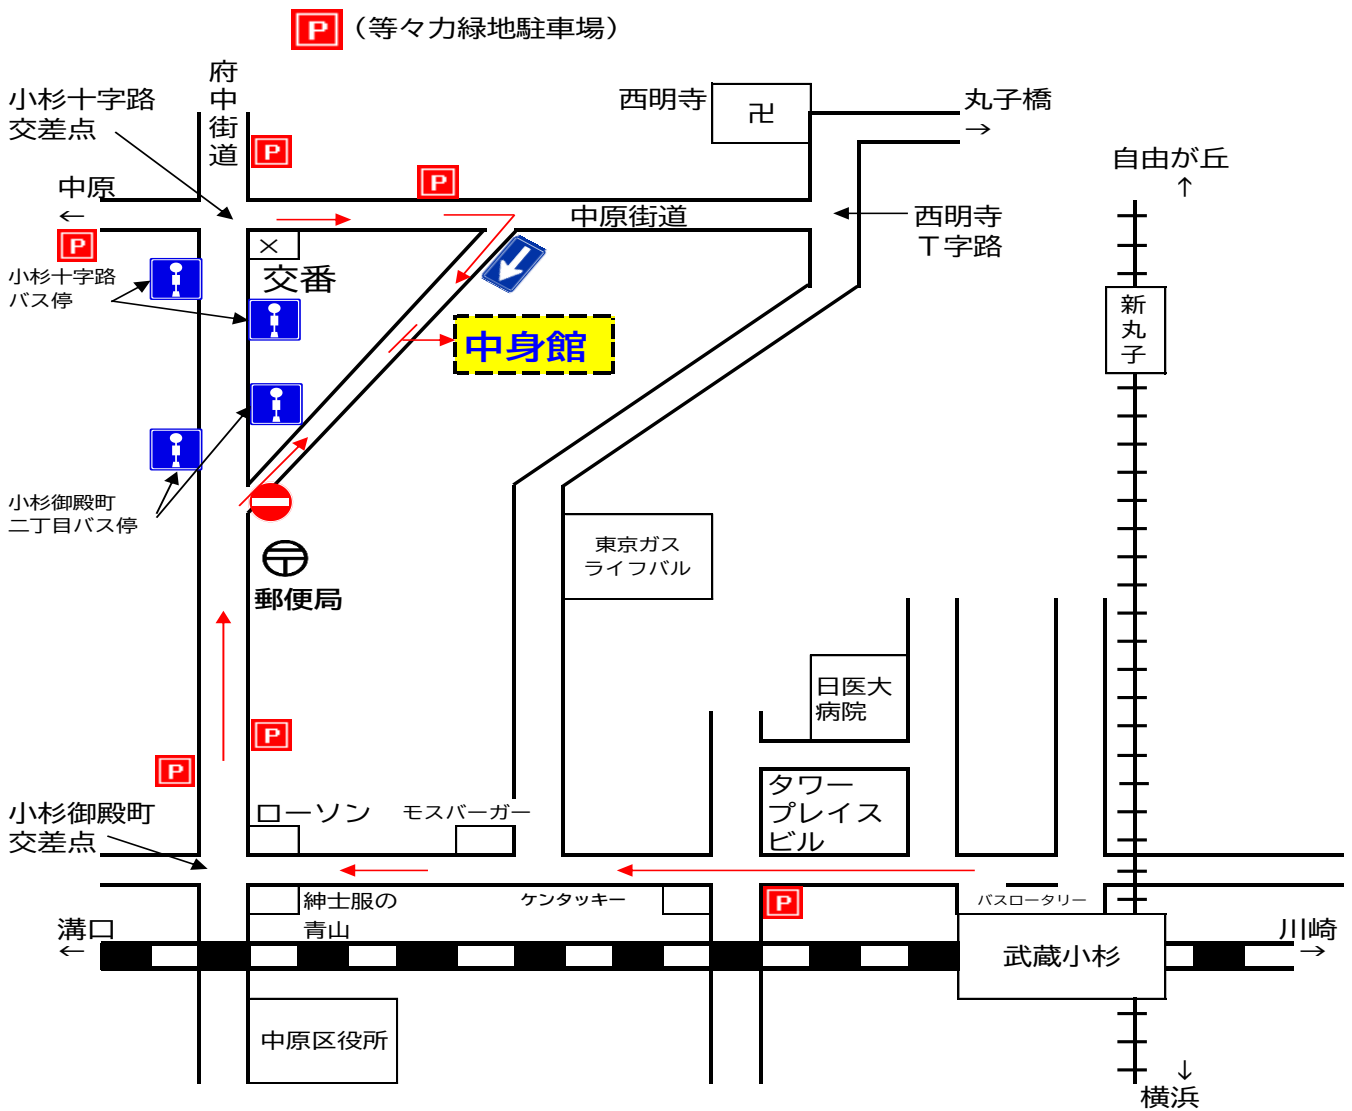 P（等々力緑地駐車場）
府中街道
小杉十字路
交差点
西明寺
卍
丸子橋
→
P
自由が丘
↑
中原
←
P
中原街道
西明寺
Ｔ字路
P
×
交番
小杉十字路
バス停
新丸子
中身館
小杉御殿町
二丁目バス停
〒
郵便局
東京ガス
ライフバル
日医大
病院
P
P
タワー
プレイス
ビル
小杉御殿町
交差点
ローソン
モスバーガー
紳士服の
青山
ケンタッキー
P
バスロータリー
溝口
←
武蔵小杉
川崎
→
中原区役所
↓
横浜